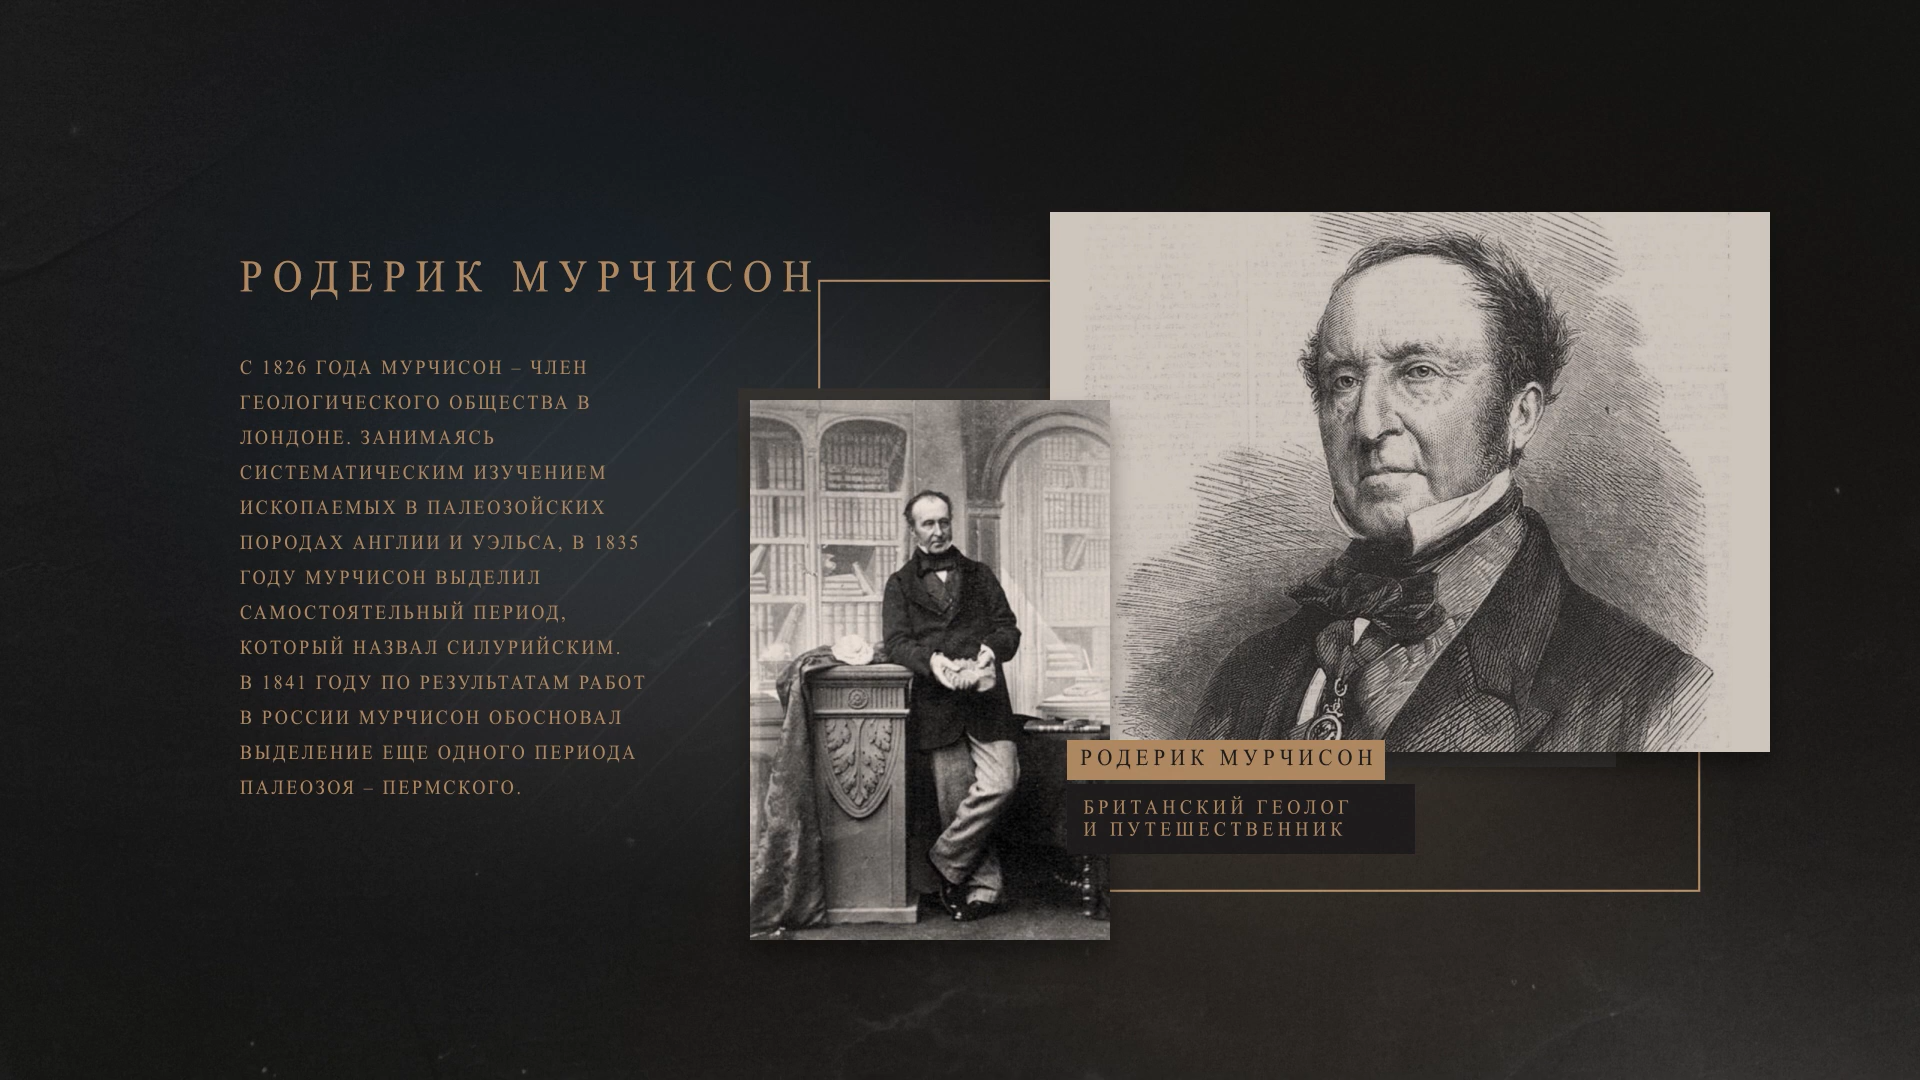 РОДЕРИК МУРЧИСОН
С 1826 ГОДА МУРЧИСОН – ЧЛЕН
ГЕОЛОГИЧЕСКОГО ОБЩЕСТВА В
ЛОНДОНЕ. ЗАНИМАЯСЬ
СИСТЕМАТИЧЕСКИМ ИЗУЧЕНИЕМ
ИСКОПАЕМЫХ В ПАЛЕОЗОЙСКИХ
ПОРОДАХ АНГЛИИ И УЭЛЬСА, В 1835
ГОДУ МУРЧИСОН ВЫДЕЛИЛ
САМОСТОЯТЕЛЬНЫЙ ПЕРИОД,
КОТОРЫЙ НАЗВАЛ СИЛУРИЙСКИМ.
В 1841 ГОДУ ПО РЕЗУЛЬТАТАМ РАБОТ
В РОССИИ МУРЧИСОН ОБОСНОВАЛ
ВЫДЕЛЕНИЕ ЕЩЕ ОДНОГО ПЕРИОДА
ПАЛЕОЗОЯ – ПЕРМСКОГО.
РОДЕРИК МУРЧИСОН
БРИТАНСКИЙ ГЕОЛОГ
И ПУТЕШЕСТВЕННИК